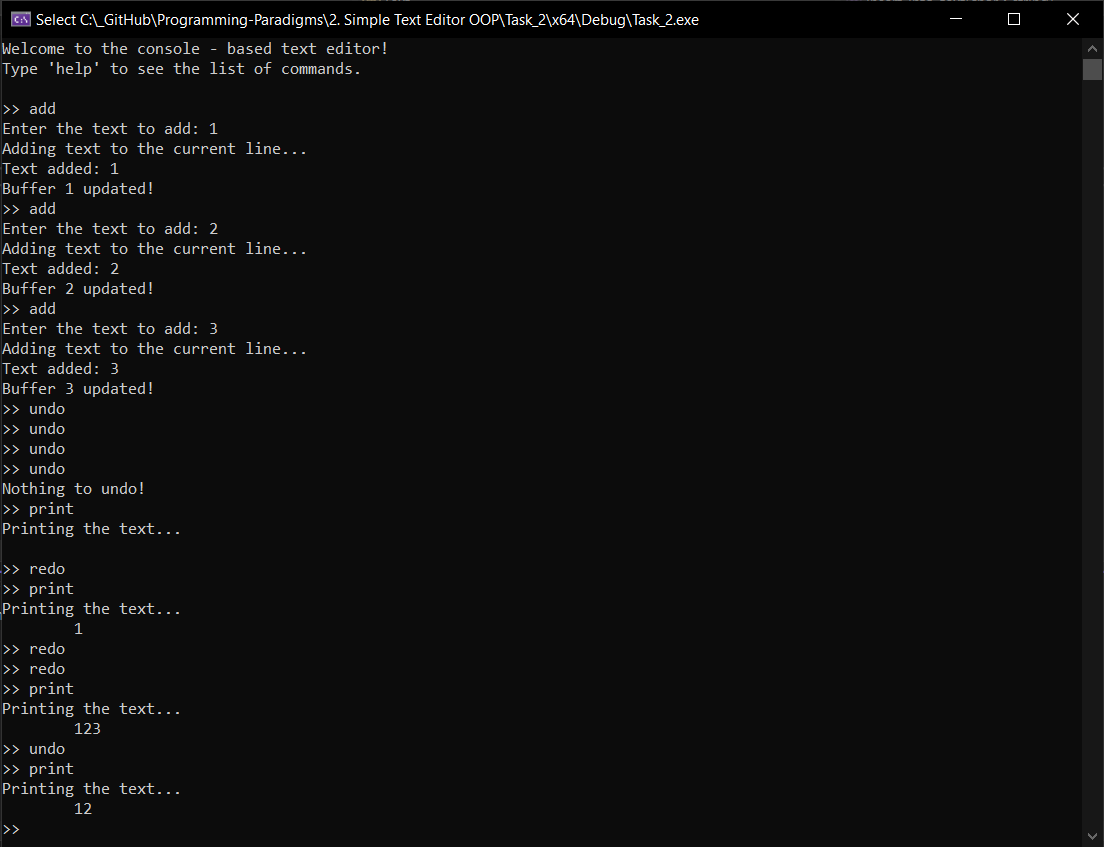 Select C:\_GitHub\Programming-Paradigms\2. Simple Text Editor OOP\Task_2\x64\Debug\Task_2.exe
Welcome to the console - based text editor!
Type 'help' to see the list of commands.
>> add
Enter the text to add: 1
Adding text to the current line...
Text added: 1
Buffer 1 updated!
>> add
Enter the text to add: 2
Adding text to the current line...
Text added: 2
Buffer 2 updated!
>> add
Enter the text to add: 3
Adding text to the current line...
Text added: 3
Buffer 3 updated!
>> undo
>> undo
>> undo
>> undo
Nothing to undo!
>> print
Printing the text...
>> redo
>> print
Printing the text...
1
>> redo
>> redo
>> print
Printing the text...
123
>> undo
>> print
Printing the text...
12
>>